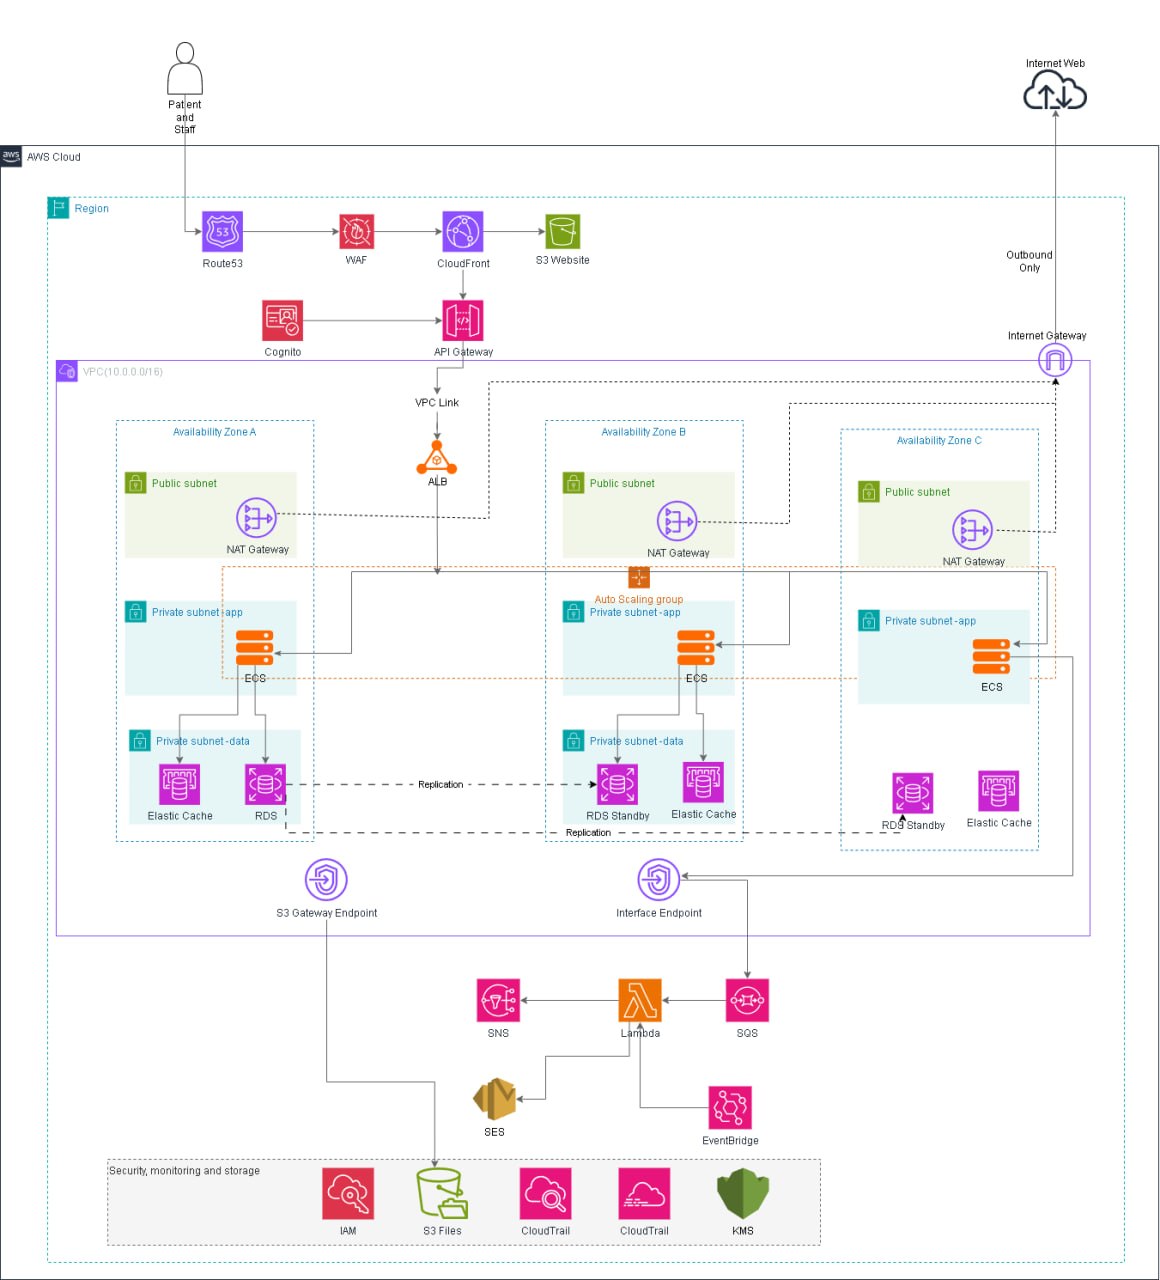 Internet Web
Patient
and
Staff
aws
AWS Cloud
Region
53
Route53
WAF
CloudFront
S3 Website
Outbound
Only
Cognito
API Gateway
Internet Gateway
VPC(10.0.0.0/16)
VPC Link
Availability Zone A
Availability Zone B
Availability Zone C
ALB
Public subnet
Public subnet
Public subnet
NAT Gateway
NAT Gateway
NAT Gateway
Auto Scaling group
Private subnet-app
Private subnet-app
Private subnet-app
ECS
ECS
ECS
Private subnet-data
Private subnet-data
Replication
Elastic Cache
RDS
RDS Standby
Elastic Cache
RDS Standby
Elastic Cache
Replication
S3 Gateway Endpoint
Interface Endpoint
SNS
Lambda
SQS
SES
EventBridge
Security, monitoring and storage
IAM
S3 Files
CloudTrail
CloudTrail
KMS